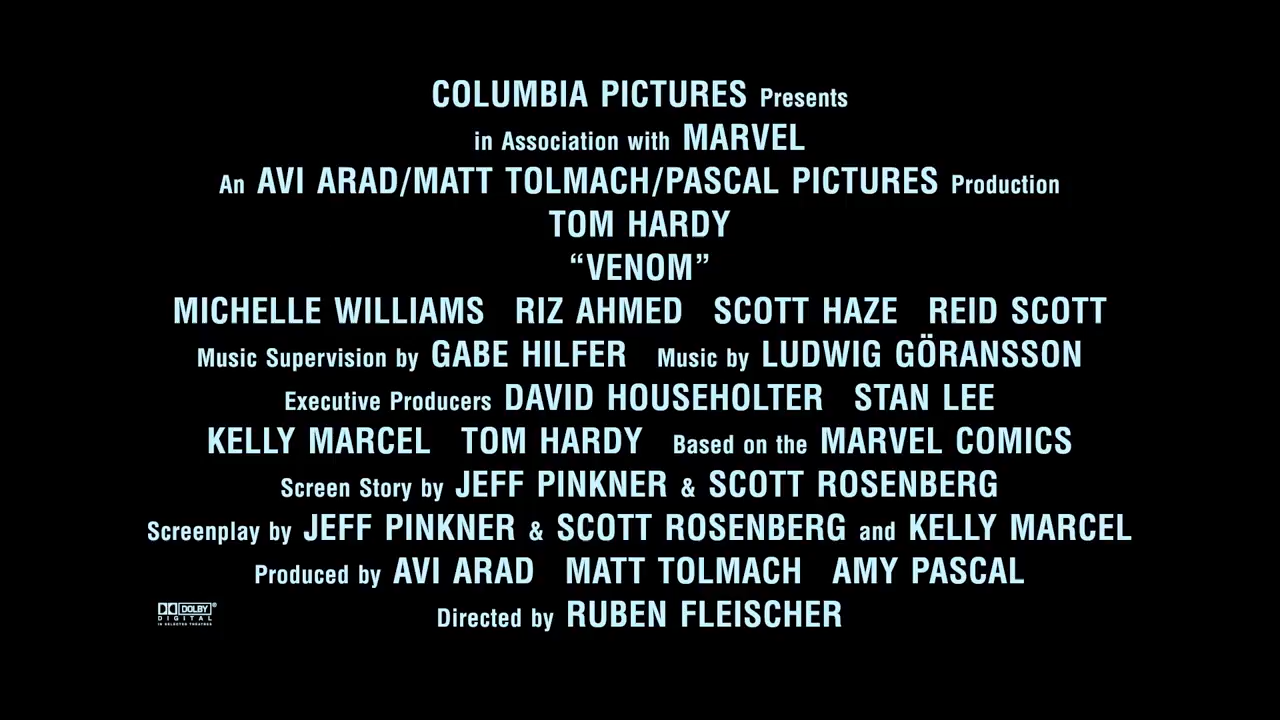 COLUMBIA PICTURES Presents
in Association with MARVEL
An AVI ARAD/MATT TOLMACH/PASCAL PICTURES Production
TOM HARDY
“VENOM”
MICHELLE WILLIAMS RIZ AHMED SCOTT HAZE REID SCOTT
Music Supervision by GABE HILFER Music by LUDWIG GÖRANSSON
Executive Producers DAVID HOUSEHOLTER STAN LEE
KELLY MARCEL TOM HARDY Based on the MARVEL COMICS
Screen Story by JEFF PINKNER & SCOTT ROSENBERG
Screenplay by JEFF PINKNER & SCOTT ROSENBERG and KELLY MARCEL
Produced by AVI ARAD MATT TOLMACH AMY PASCAL
Directed by RUBEN FLEISCHER
DOLBY®
DIGITAL
IN SELECTED THEATRES